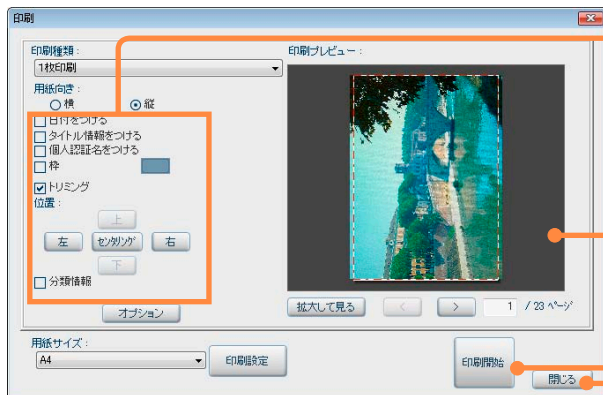 印刷
印刷種類：
1枚印刷
用紙向き：
横 縦
日付をつける
タイトル情報をつける
個人認証名をつける
枠
トリミング
位置：
上
左 センタリング 右
下
分類情報
オプション
印刷プレビュー：
拡大して見る < > 1 / 23 ページ
用紙サイズ：
A4
印刷設定
印刷開始
閉じる